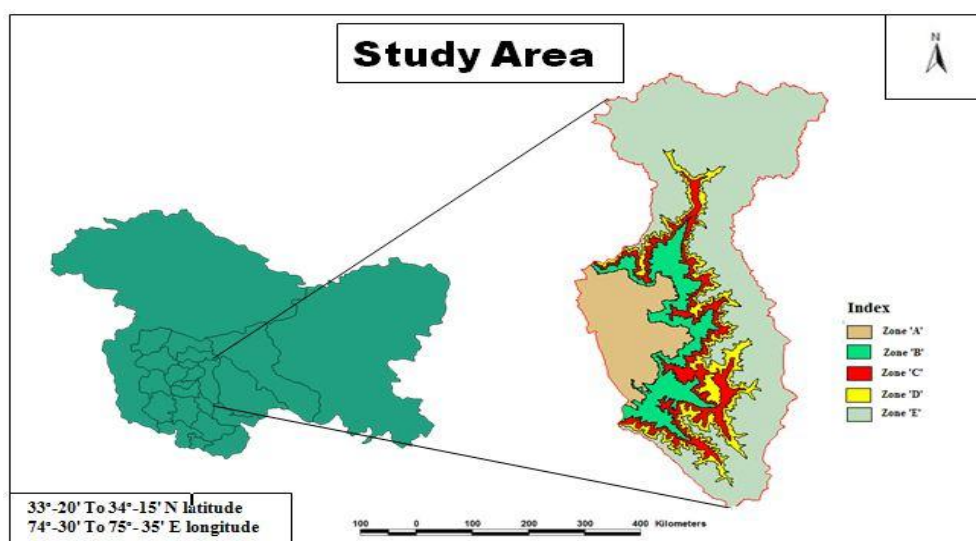 Study Area
N
Index
Zone 'A'
Zone 'B'
Zone 'C'
Zone 'D'
Zone 'E'
33°-20' To 34°-15' N latitude
74°-30' To 75°-35' E longitude
100 0 100 200 300 400 Kilometers